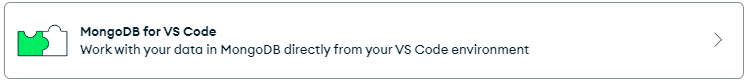 MongoDB for VS Code
Work with your data in MongoDB directly from your VS Code environment